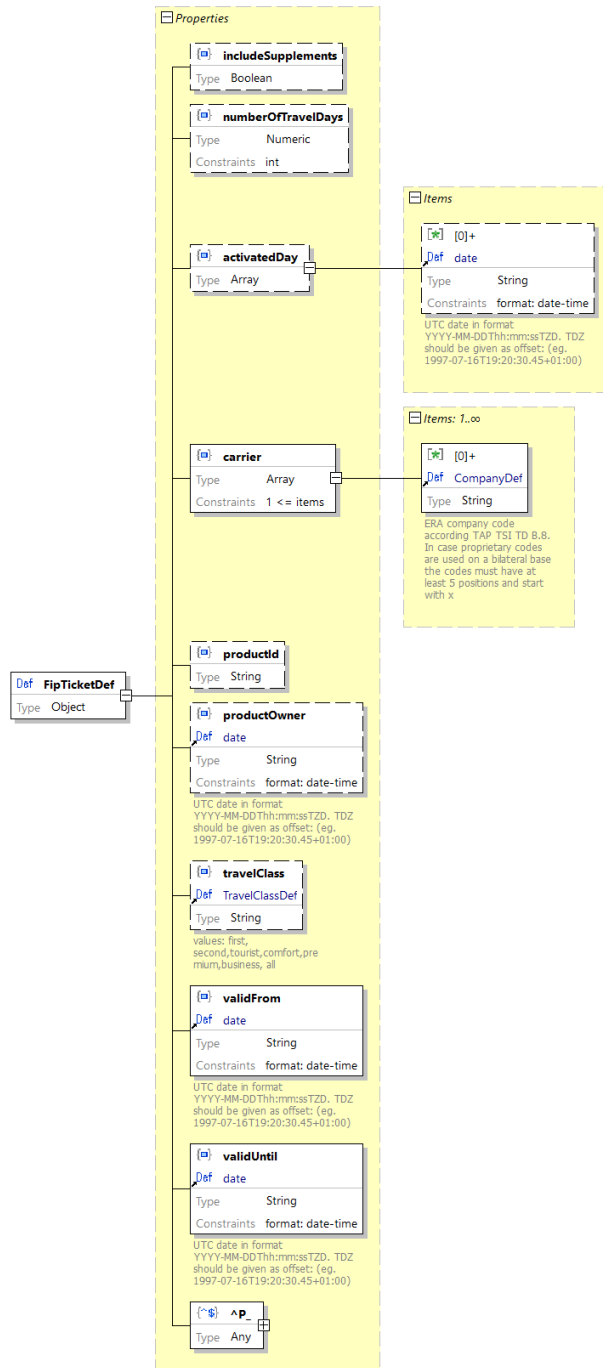 Properties
includeSupplements
Type Boolean
numberOfTravelDays
Type Numeric
Constraints int
activatedDay
Type Array
Items
[0]+
Def date
Type String
Constraints format: date-time
UTC date in format
YYYY-MM-DDThh:mm:ssTZD. TDZ
should be given as offset: (eg.
1997-07-16T19:20:30.45+01:00)
carrier
Type Array
Constraints 1 <= items
Items: 1..∞
[0]+
Def CompanyDef
Type String
ERA company code
according TAP TSI TD B.8.
In case proprietary codes
are used on a bilateral base
the codes must have at
least 5 positions and start
with x
Def FipTicketDef
Type Object
productId
Type String
productOwner
Def date
Type String
Constraints format: date-time
UTC date in format
YYYY-MM-DDThh:mm:ssTZD. TDZ
should be given as offset: (eg.
1997-07-16T19:20:30.45+01:00)
travelClass
Def TravelClassDef
Type String
values: first,
second,tourist,comfort,pre
mium,business, all
validFrom
Def date
Type String
Constraints format: date-time
UTC date in format
YYYY-MM-DDThh:mm:ssTZD. TDZ
should be given as offset: (eg.
1997-07-16T19:20:30.45+01:00)
validUntil
Def date
Type String
Constraints format: date-time
UTC date in format
YYYY-MM-DDThh:mm:ssTZD. TDZ
should be given as offset: (eg.
1997-07-16T19:20:30.45+01:00)
{^$} ^P_
Type Any